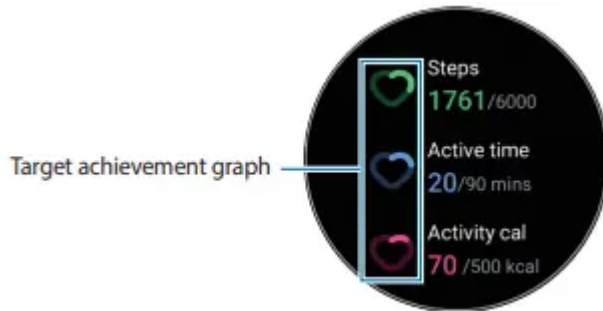 Target achievement graph
Steps
1761/6000
Active time
20/90 mins
Activity cal
70 /500 kcal